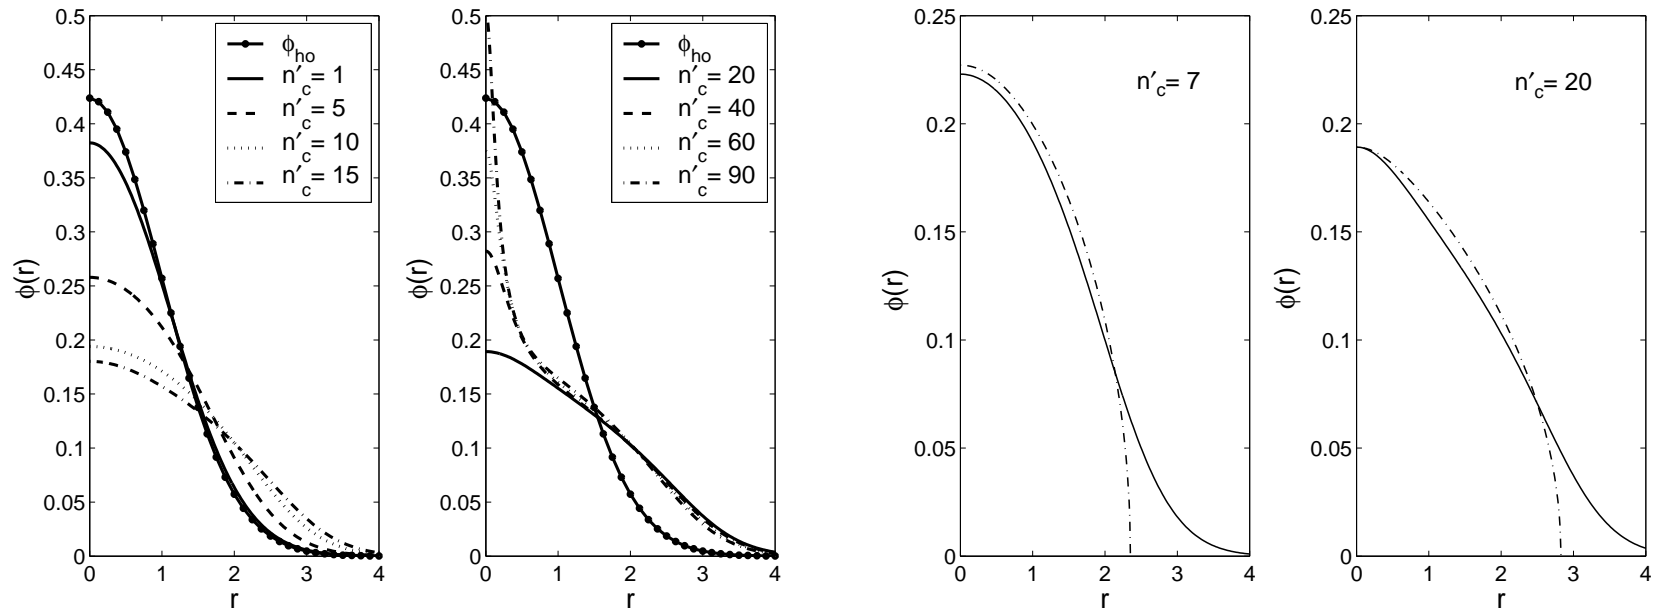 0.5
0.45
0.4
0.35
0.3
0.25
0.2
0.15
0.1
0.05
0
0 1 2 3 4
r
ϕ(r)
ϕho
n′c= 1
n′c= 5
n′c= 10
n′c= 15
0.5
0.45
0.4
0.35
0.3
0.25
0.2
0.15
0.1
0.05
0
0 1 2 3 4
r
ϕ(r)
ϕho
n′c= 20
n′c= 40
n′c= 60
n′c= 90
0.25
0.2
0.15
0.1
0.05
0
0 1 2 3 4
r
ϕ(r)
n′c= 7
0.25
0.2
0.15
0.1
0.05
0
0 1 2 3 4
r
ϕ(r)
n′c= 20